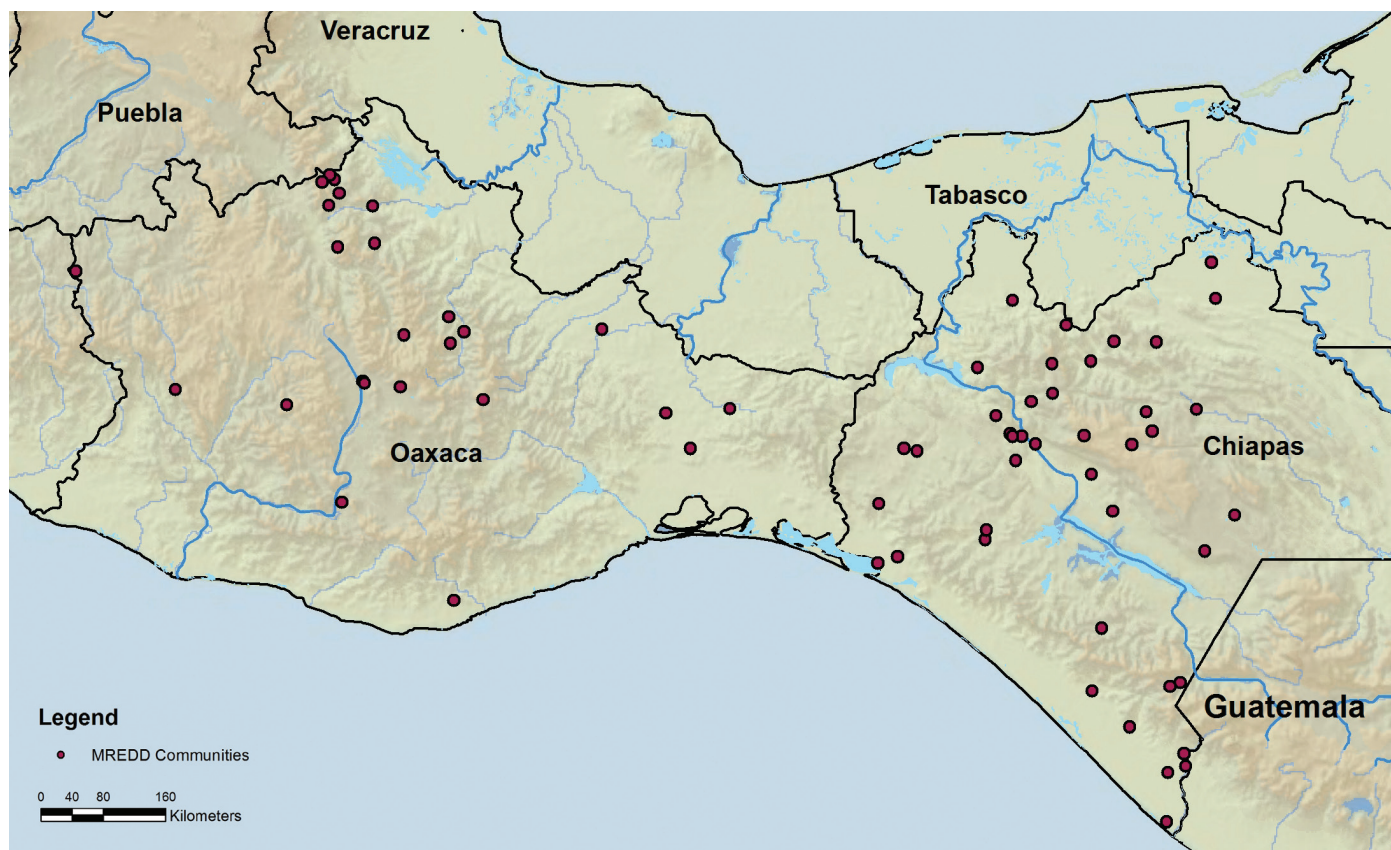 Veracruz
Puebla
Tabasco
Oaxaca
Chiapas
Guatemala
Legend
MREDD Communities
0 40 80 160
Kilometers